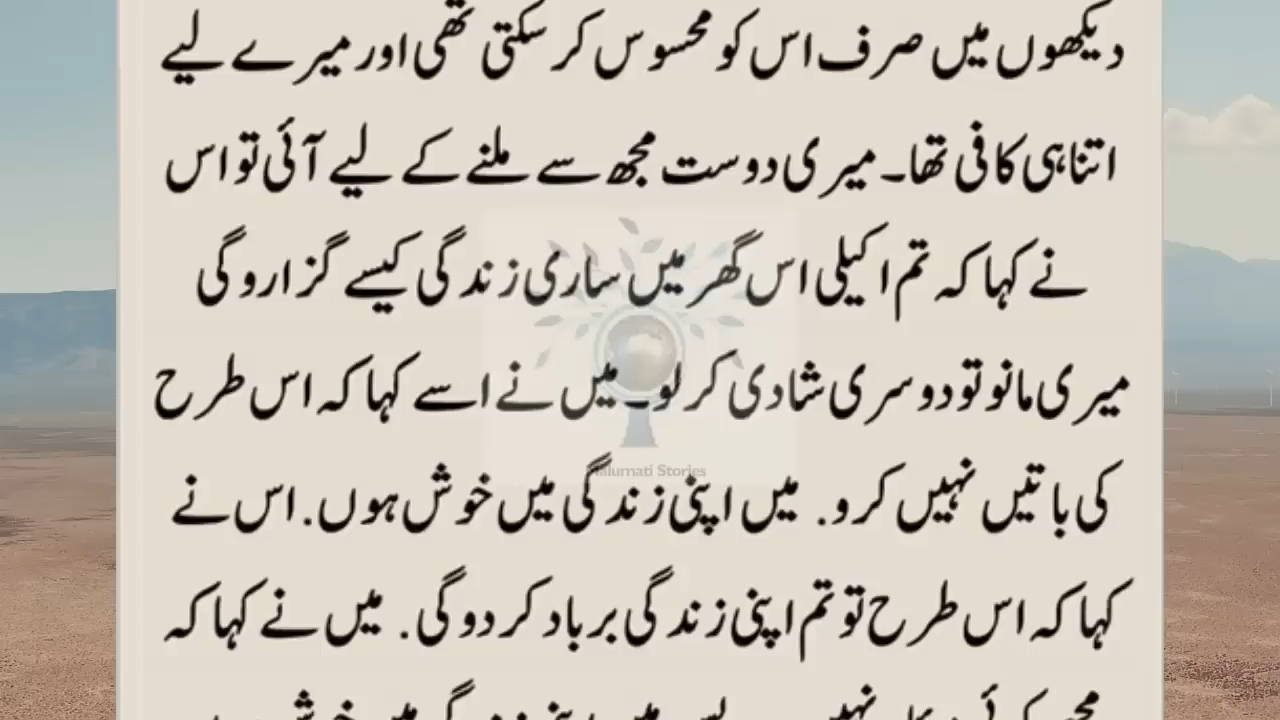 دیکھوں میں صرف اس کو محسوس کر سکتی تھی اور میرے لیے
اتنا ہی کافی تھا۔ میری دوست مجھ سے ملنے کے لیے آئی تو اس
نے کہا کہ تم اکیلی اس گھر میں ساری زندگی کیسے گزارو گی
میری مانو تو دوسری شادی کر لو۔ میں نے اسے کہا کہ اس طرح
Malumati Stories
کی باتیں نہیں کرو. میں اپنی زندگی میں خوش ہوں. اس نے
کہا کہ اس طرح تو تم اپنی زندگی برباد کر دو گی. میں نے کہا کہ